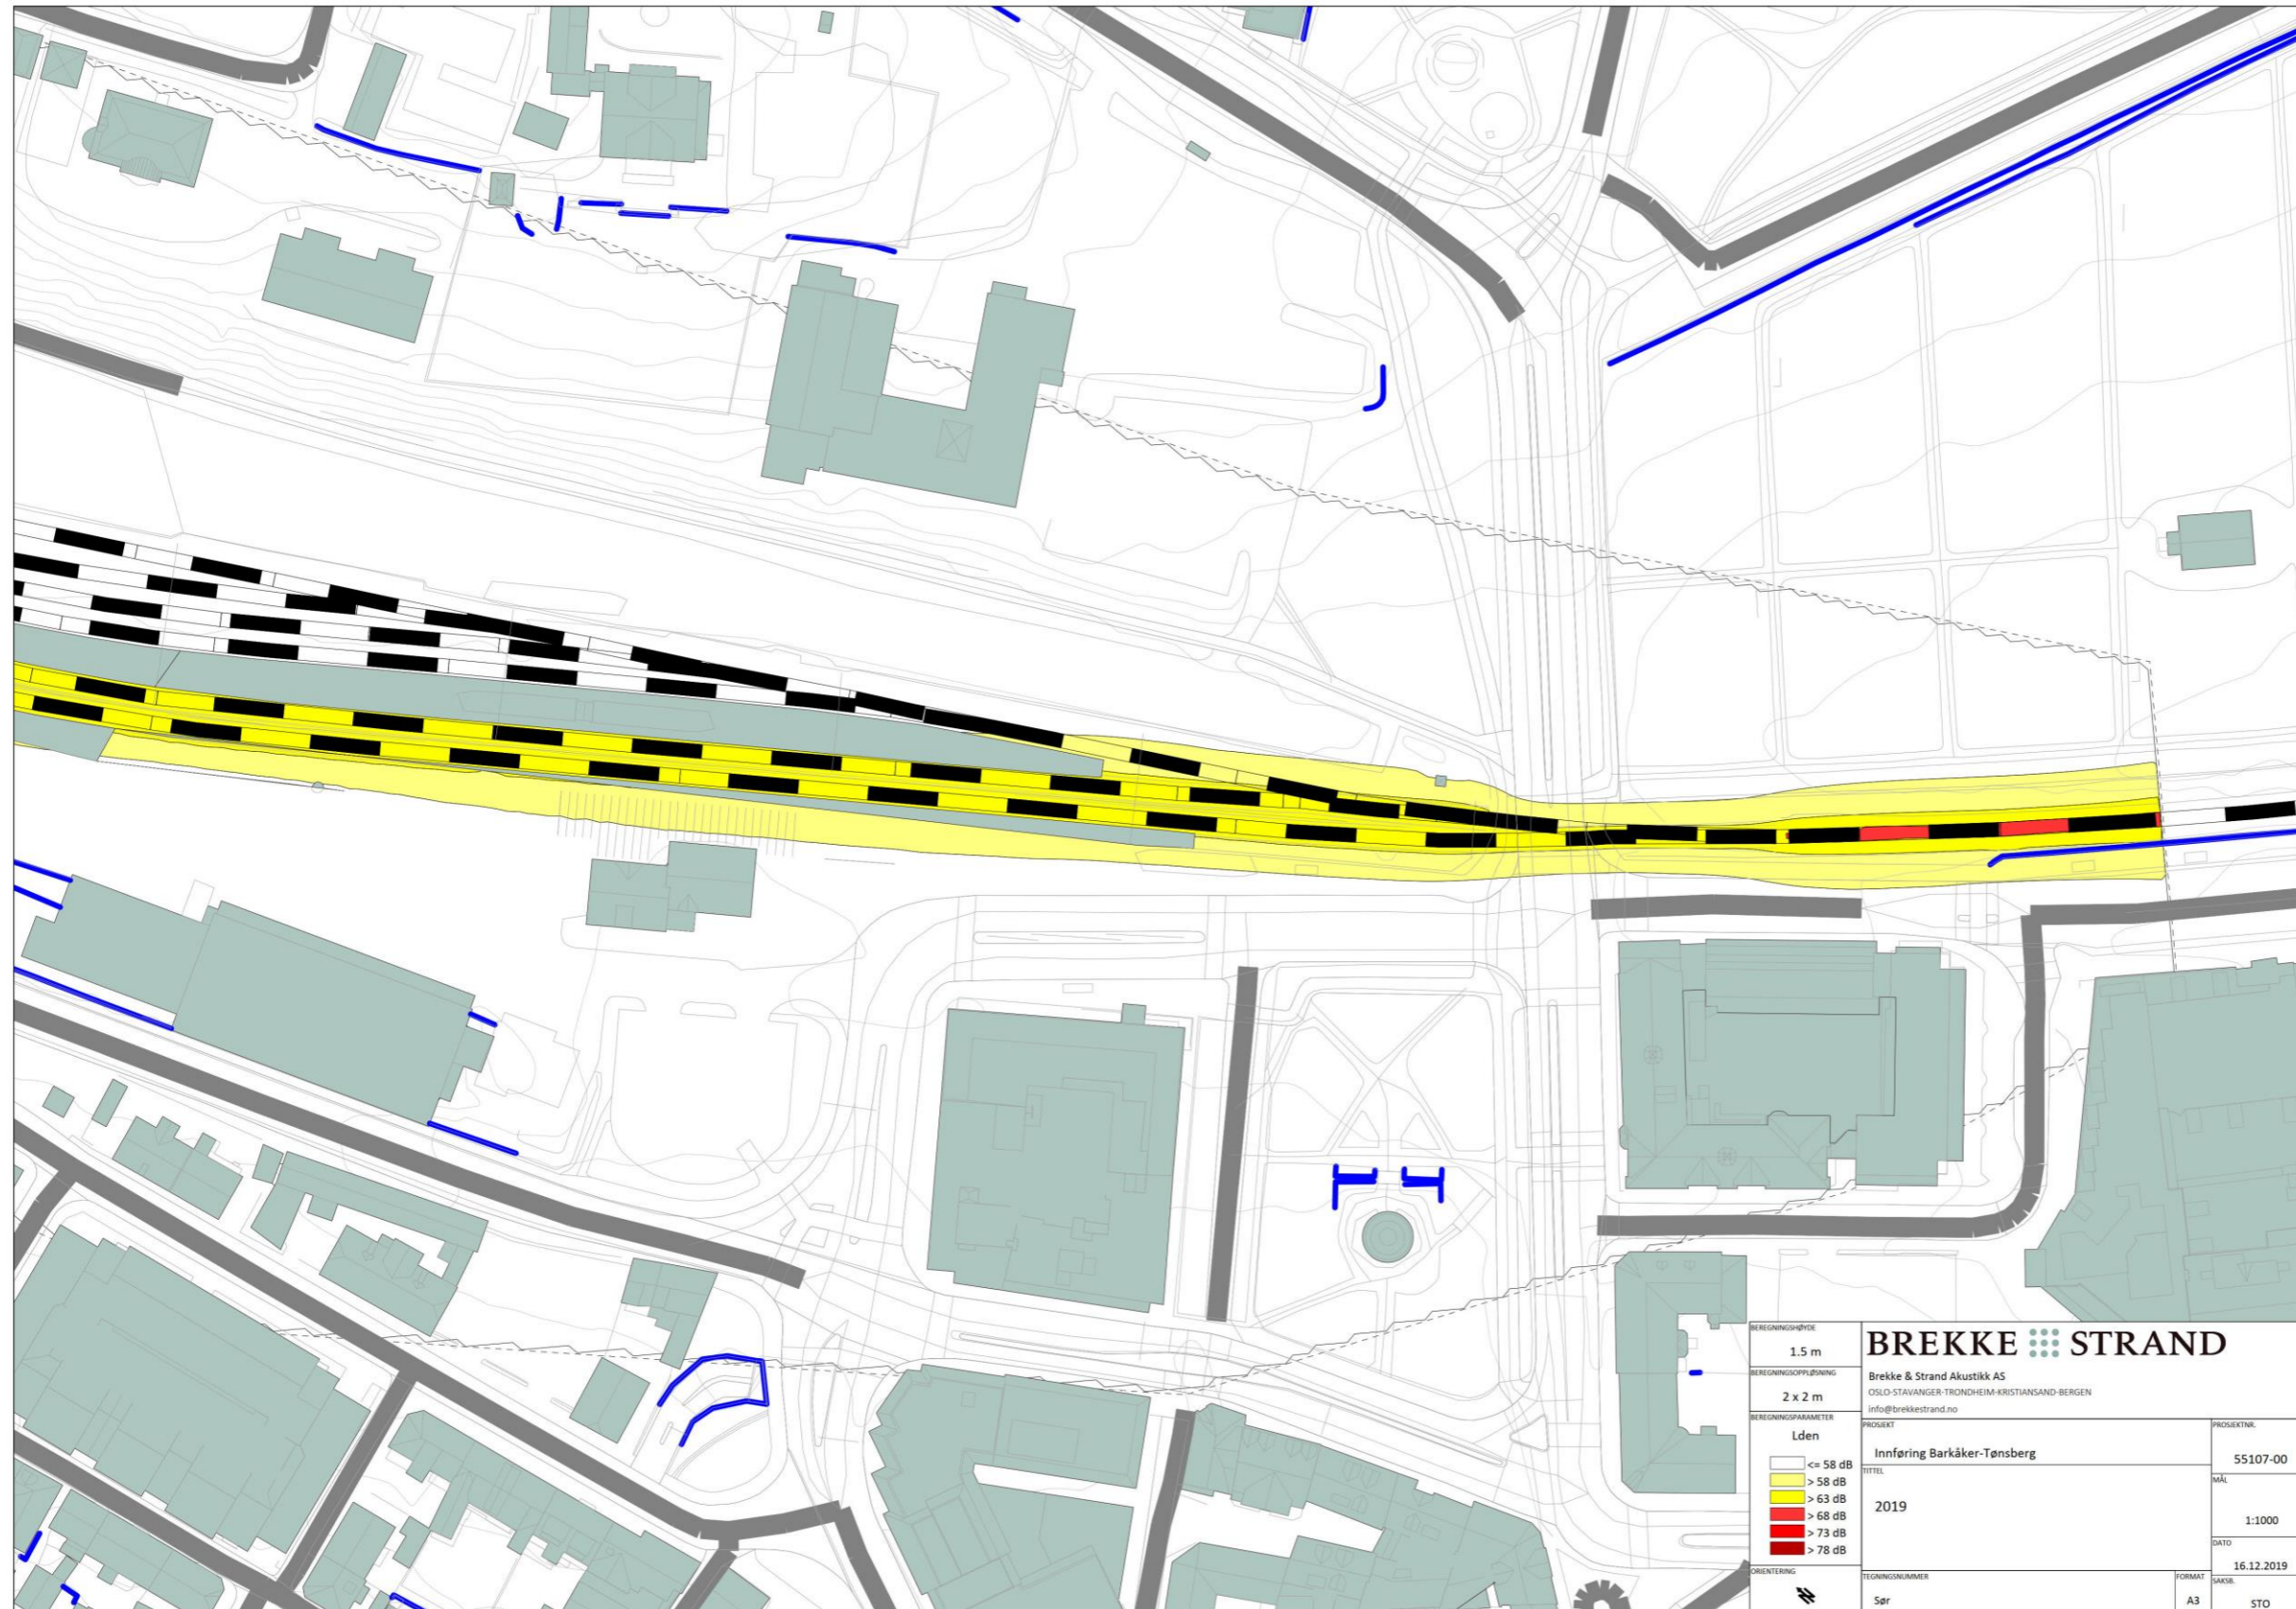 BEREGNINGSHØYDE
1.5 m
BEREGNINGSOPPLØSNING
2 x 2 m
BEREGNINGSPARAMETER
Lden
<= 58 dB
> 58 dB
> 63 dB
> 68 dB
> 73 dB
> 78 dB
ORIENTERING
BREKKE STRAND
Brekke & Strand Akustikk AS
OSLO-STAVANGER-TRONDHEIM-KRISTIANSAND-BERGEN
info@brekkestrand.no
PROSJEKT
Innføring Barkåker-Tønsberg
PROSJEKTNR.
55107-00
TITTEL
2019
MÅL
1:1000
DATO
16.12.2019
TEGNINGSNUMMER
Sør
FORMAT
A3
SAKSB.
STO